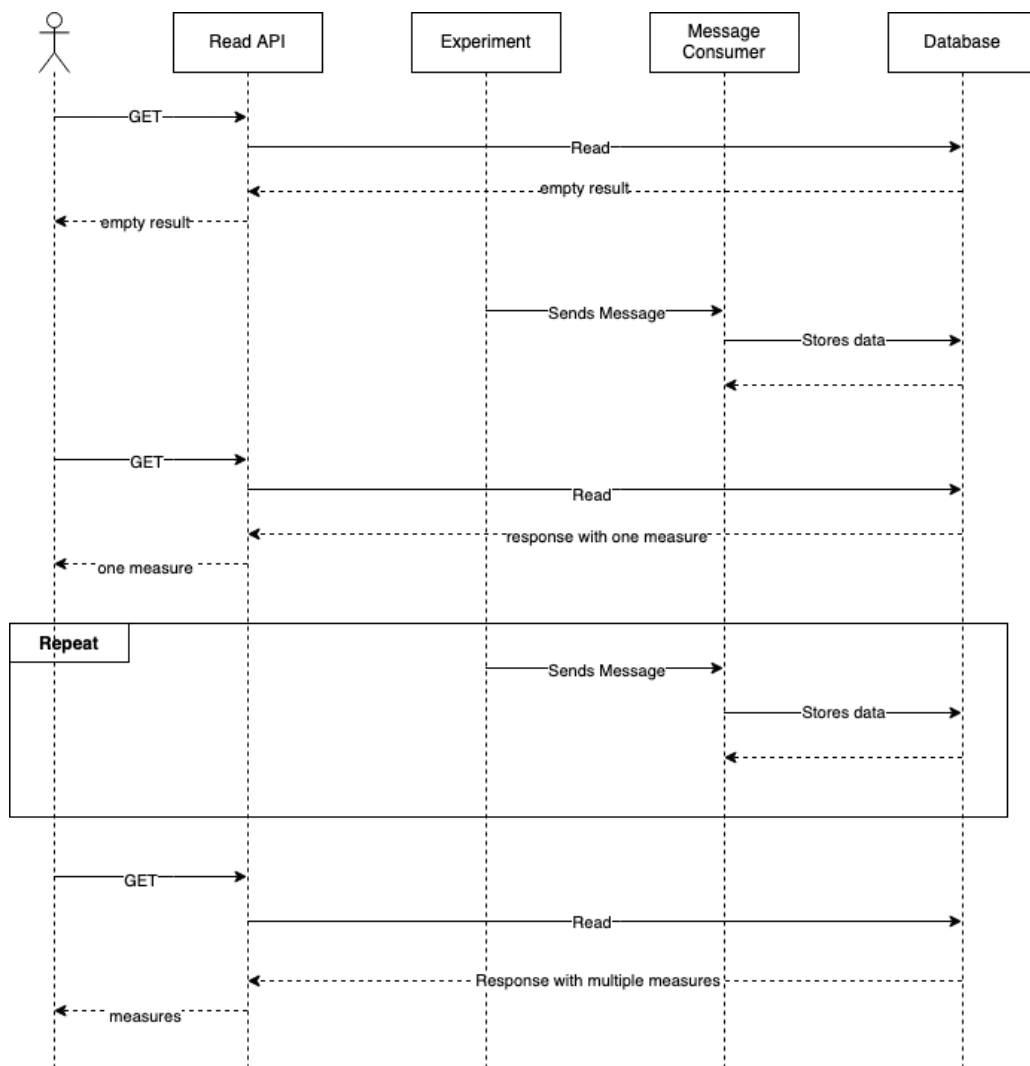 Read API
Experiment
Message
Consumer
Database
GET
Read
empty result
empty result
Sends Message
Stores data
GET
Read
response with one measure
one measure
Repeat
Sends Message
Stores data
GET
Read
Response with multiple measures
measures